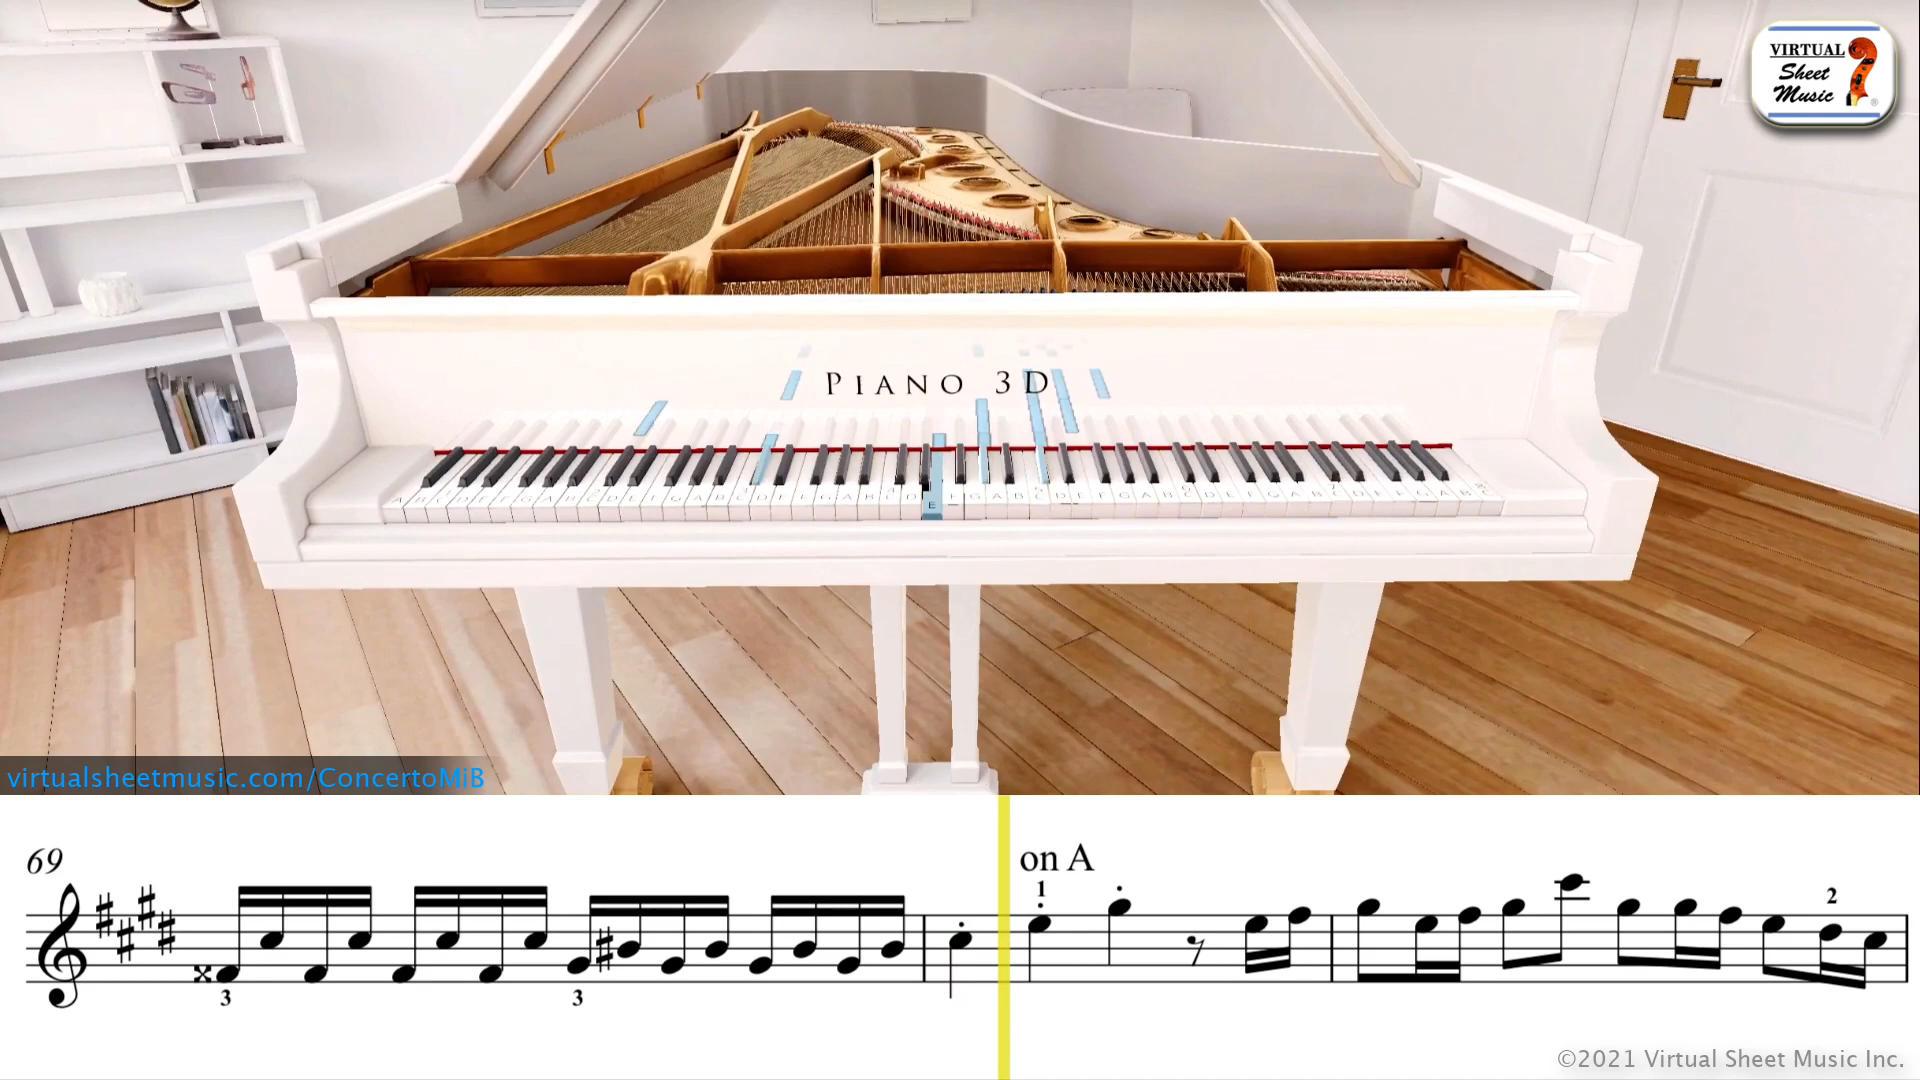 VIRTUAL
Sheet
Music
®
PIANO 3D
E
virtualsheetmusic.com/ConcertoMiB
69
on A
1
2
3 3
©2021 Virtual Sheet Music Inc.